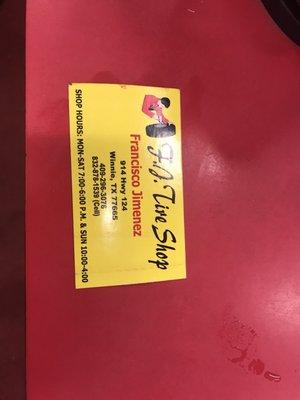 F.J. Tire Shop
Francisco Jimenez
914 Hwy 124
Winnie, TX 77665
409-296-3076
832-878-1539 (Cell)
SHOP HOURS: MON-SAT 7:00-6:00 P.M. & SUN 10:00-4:00